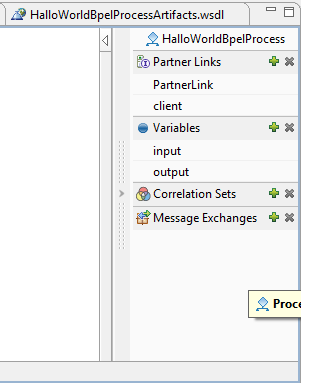 HalloWorldBpelProcessArtifacts.wsdl
HalloWorldBpelProcess
Partner Links
PartnerLink
client
Variables
input
output
Correlation Sets
Message Exchanges
Proce